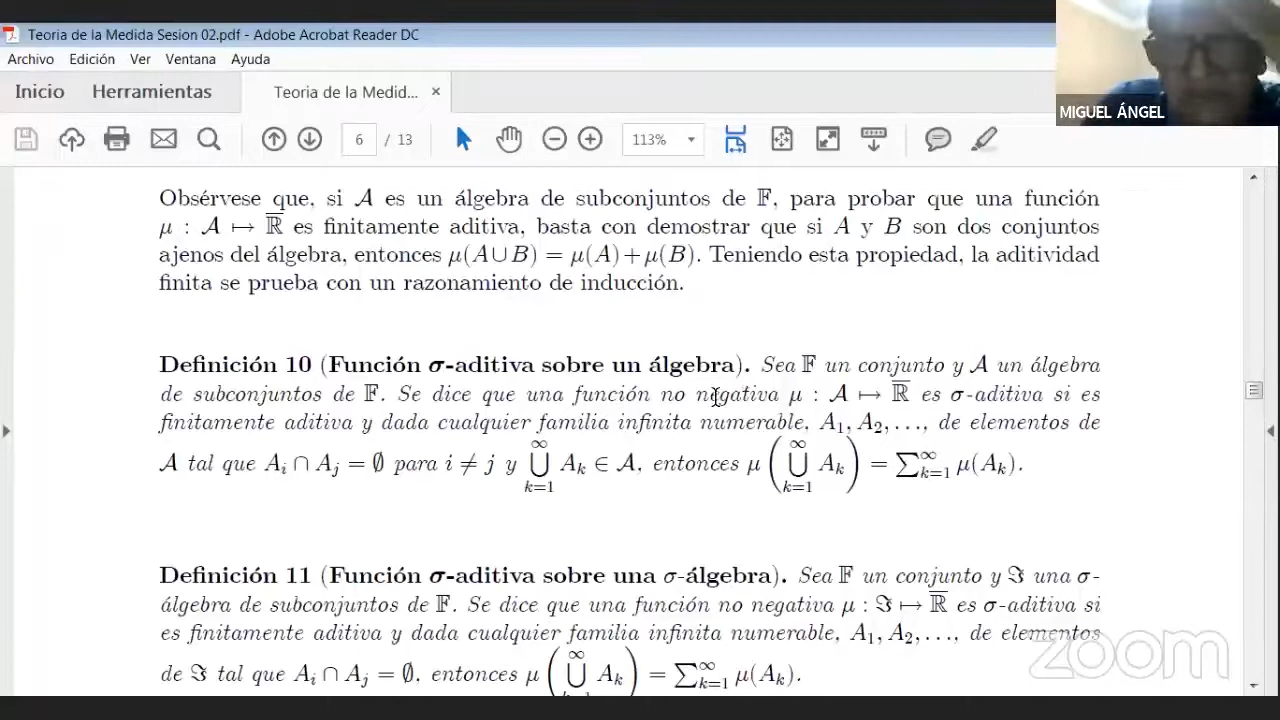 Teoria de la Medida Sesion 02.pdf - Adobe Acrobat Reader DC
Archivo Edición Ver Ventana Ayuda
Inicio Herramientas Teoria de la Medid... ×
MIGUEL ÁNGEL
6 / 13 113%
Obsérvese que, si 𝒜 es un álgebra de subconjuntos de 𝔽, para probar que una función
μ : 𝒜 ↦ ℝ̅ es finitamente aditiva, basta con demostrar que si A y B son dos conjuntos
ajenos del álgebra, entonces μ(A∪B) = μ(A)+μ(B). Teniendo esta propiedad, la aditividad
finita se prueba con un razonamiento de inducción.
Definición 10 (Función σ-aditiva sobre un álgebra). Sea 𝔽 un conjunto y 𝒜 un álgebra
de subconjuntos de 𝔽. Se dice que una función no negativa μ : 𝒜 ↦ ℝ̅ es σ-aditiva si es
finitamente aditiva y dada cualquier familia infinita numerable, A₁, A₂, . . ., de elementos de
𝒜 tal que Aᵢ ∩ Aⱼ = ∅ para i ≠ j y ⋃_{k=1}^{∞} Aₖ ∈ 𝒜, entonces μ(⋃_{k=1}^{∞} Aₖ) = ∑_{k=1}^{∞} μ(Aₖ).
Definición 11 (Función σ-aditiva sobre una σ-álgebra). Sea 𝔽 un conjunto y ℑ una σ-
álgebra de subconjuntos de 𝔽. Se dice que una función no negativa μ : ℑ ↦ ℝ̅ es σ-aditiva si
es finitamente aditiva y dada cualquier familia infinita numerable, A₁, A₂, . . ., de elementos
de ℑ tal que Aᵢ ∩ Aⱼ = ∅, entonces μ(⋃_{k=1}^{∞} Aₖ) = ∑_{k=1}^{∞} μ(Aₖ).
zoom